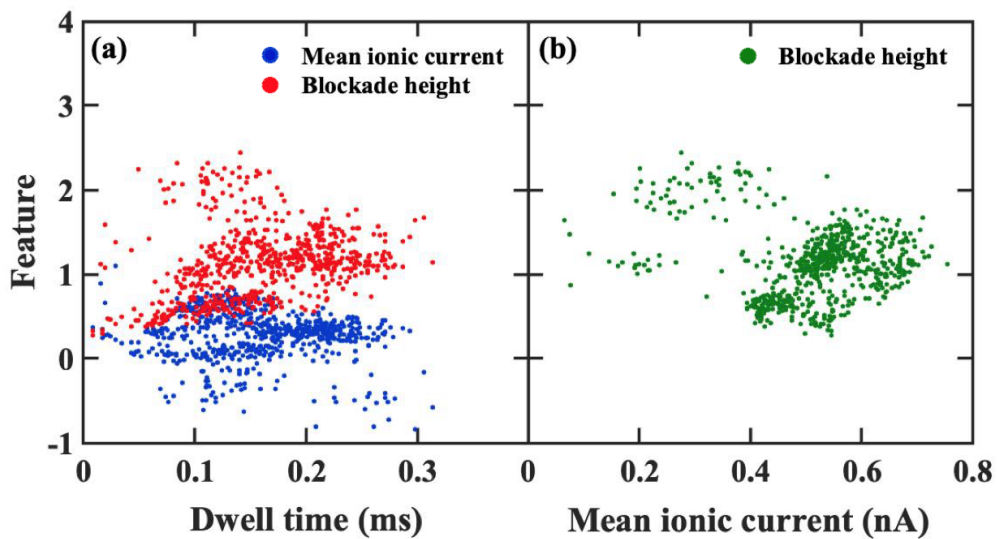 4
3
2
1
0
-1
Feature
(a)
Mean ionic current
Blockade height
(b)
Blockade height
0 0.1 0.2 0.3 0 0.2 0.4 0.6 0.8
Dwell time (ms) Mean ionic current (nA)